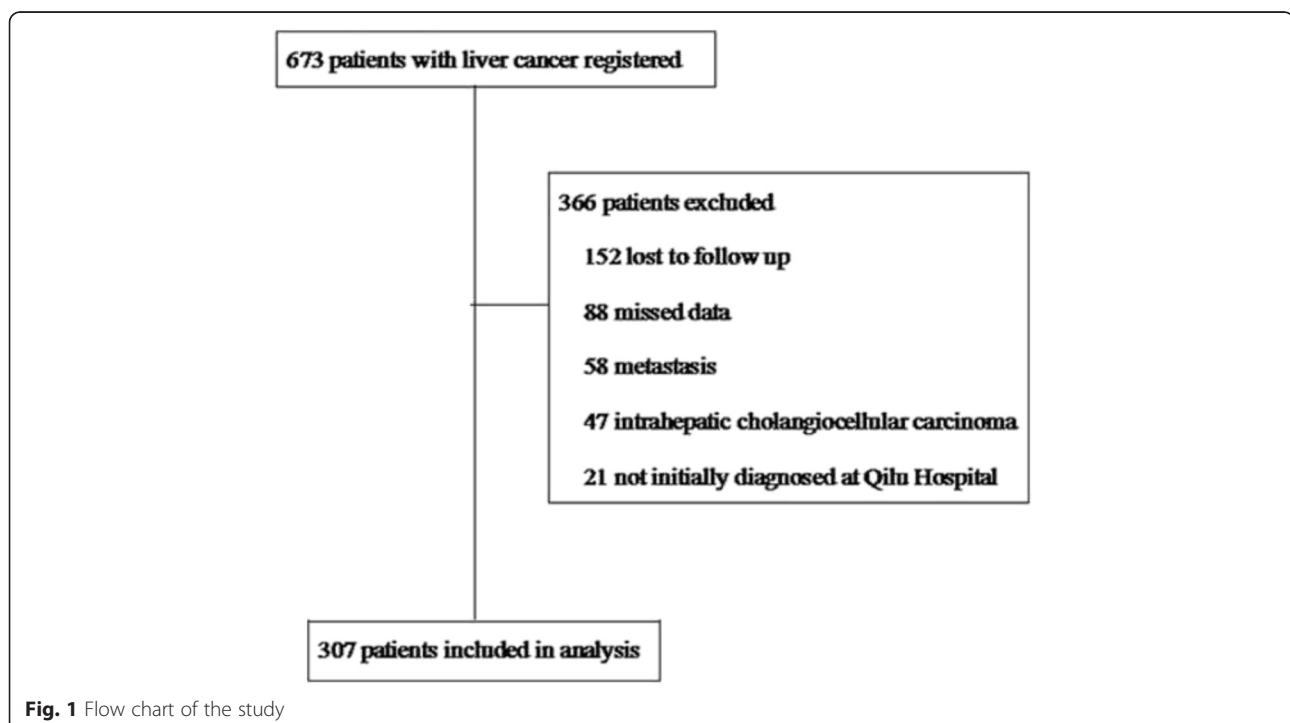 673 patients with liver cancer registered
366 patients excluded
152 lost to follow up
88 missed data
58 metastasis
47 intrahepatic cholangiocellular carcinoma
21 not initially diagnosed at Qilu Hospital
307 patients included in analysis
Fig. 1 Flow chart of the study